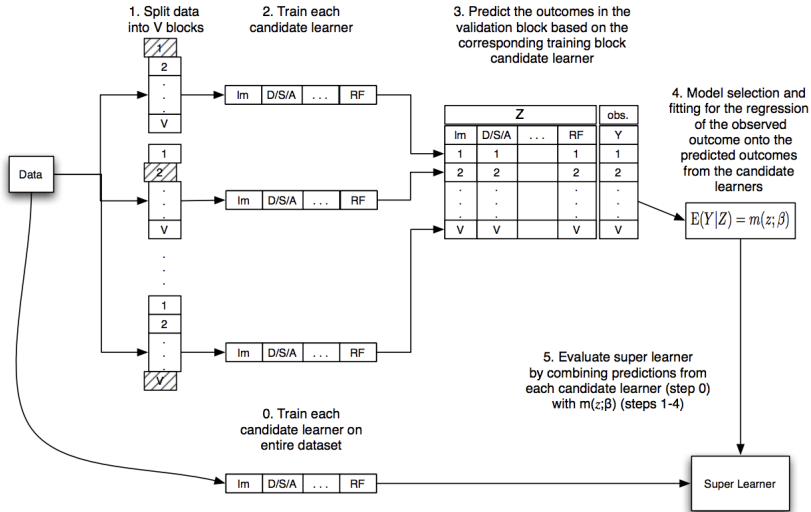 1. Split data
into V blocks
2. Train each
candidate learner
3. Predict the outcomes in the
validation block based on the
corresponding training block
candidate learner
4. Model selection and
fitting for the regression
of the observed
outcome onto the
predicted outcomes
from the candidate
learners
Data
1
2
.
.
.
V
lm D/S/A ... RF
1
2
.
.
.
V
lm D/S/A ... RF
.
.
.
1
2
.
.
.
V
lm D/S/A ... RF
Z obs.
lm D/S/A ... RF Y
1 1 1 1
2 2 2 2
. . . .
. . . .
. . . .
V V V V
E(Y|Z) = m(z;β)
5. Evaluate super learner
by combining predictions from
each candidate learner (step 0)
with m(z;β) (steps 1-4)
0. Train each
candidate learner on
entire dataset
lm D/S/A ... RF
Super Learner